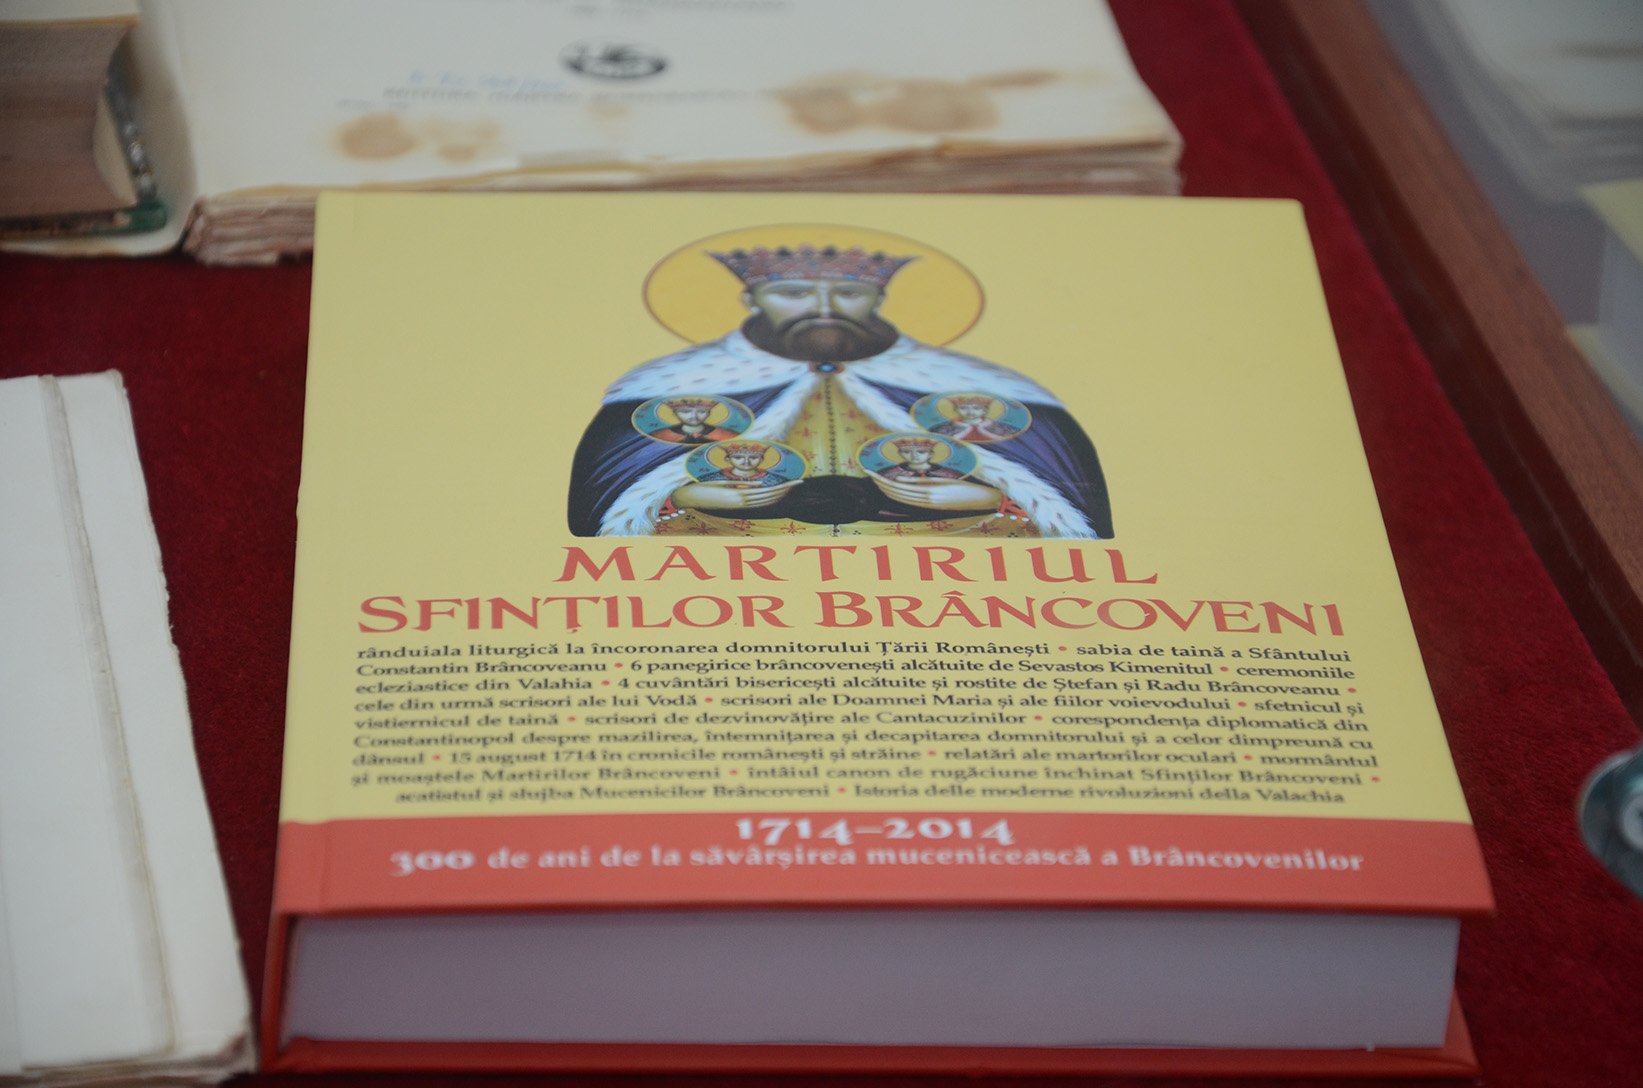 MARTIRIUL
SFINȚILOR BRÂNCOVENI
rânduiala liturgică la încoronarea domnitorului Țării Românești • sabia de taină a Sfântului
Constantin Brâncoveanu • 6 panegirice brâncovenești alcătuite de Sevastos Kimenitul • ceremoniile
ecleziastice din Valahia • 4 cuvântări bisericești alcătuite și rostite de Ștefan și Radu Brâncoveanu •
cele din urmă scrisori ale lui Vodă • scrisori ale Doamnei Maria și ale fiilor voievodului • sfetnicul și
vistiernicul de taină • scrisori de dezvinovățire ale Cantacuzinilor • corespondența diplomatică din
Constantinopol despre mazilirea, întemnițarea și decapitarea domnitorului și a celor dimpreună cu
dânsul • 15 august 1714 în cronicile românești și străine • relatări ale martorilor oculari • mormântul
și moaștele Martirilor Brâncoveni • întâiul canon de rugăciune închinat Sfinților Brâncoveni •
acatistul și slujba Mucenicilor Brâncoveni • Istoria delle moderne rivoluzioni della Valachia
1714–2014
300 de ani de la săvârșirea mucenicească a Brâncovenilor